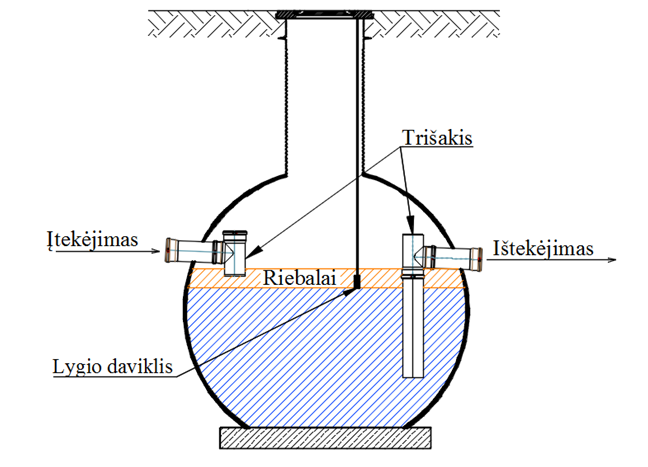 Trišakis
Įtekėjimas
Ištekėjimas
Riebalai
Lygio daviklis